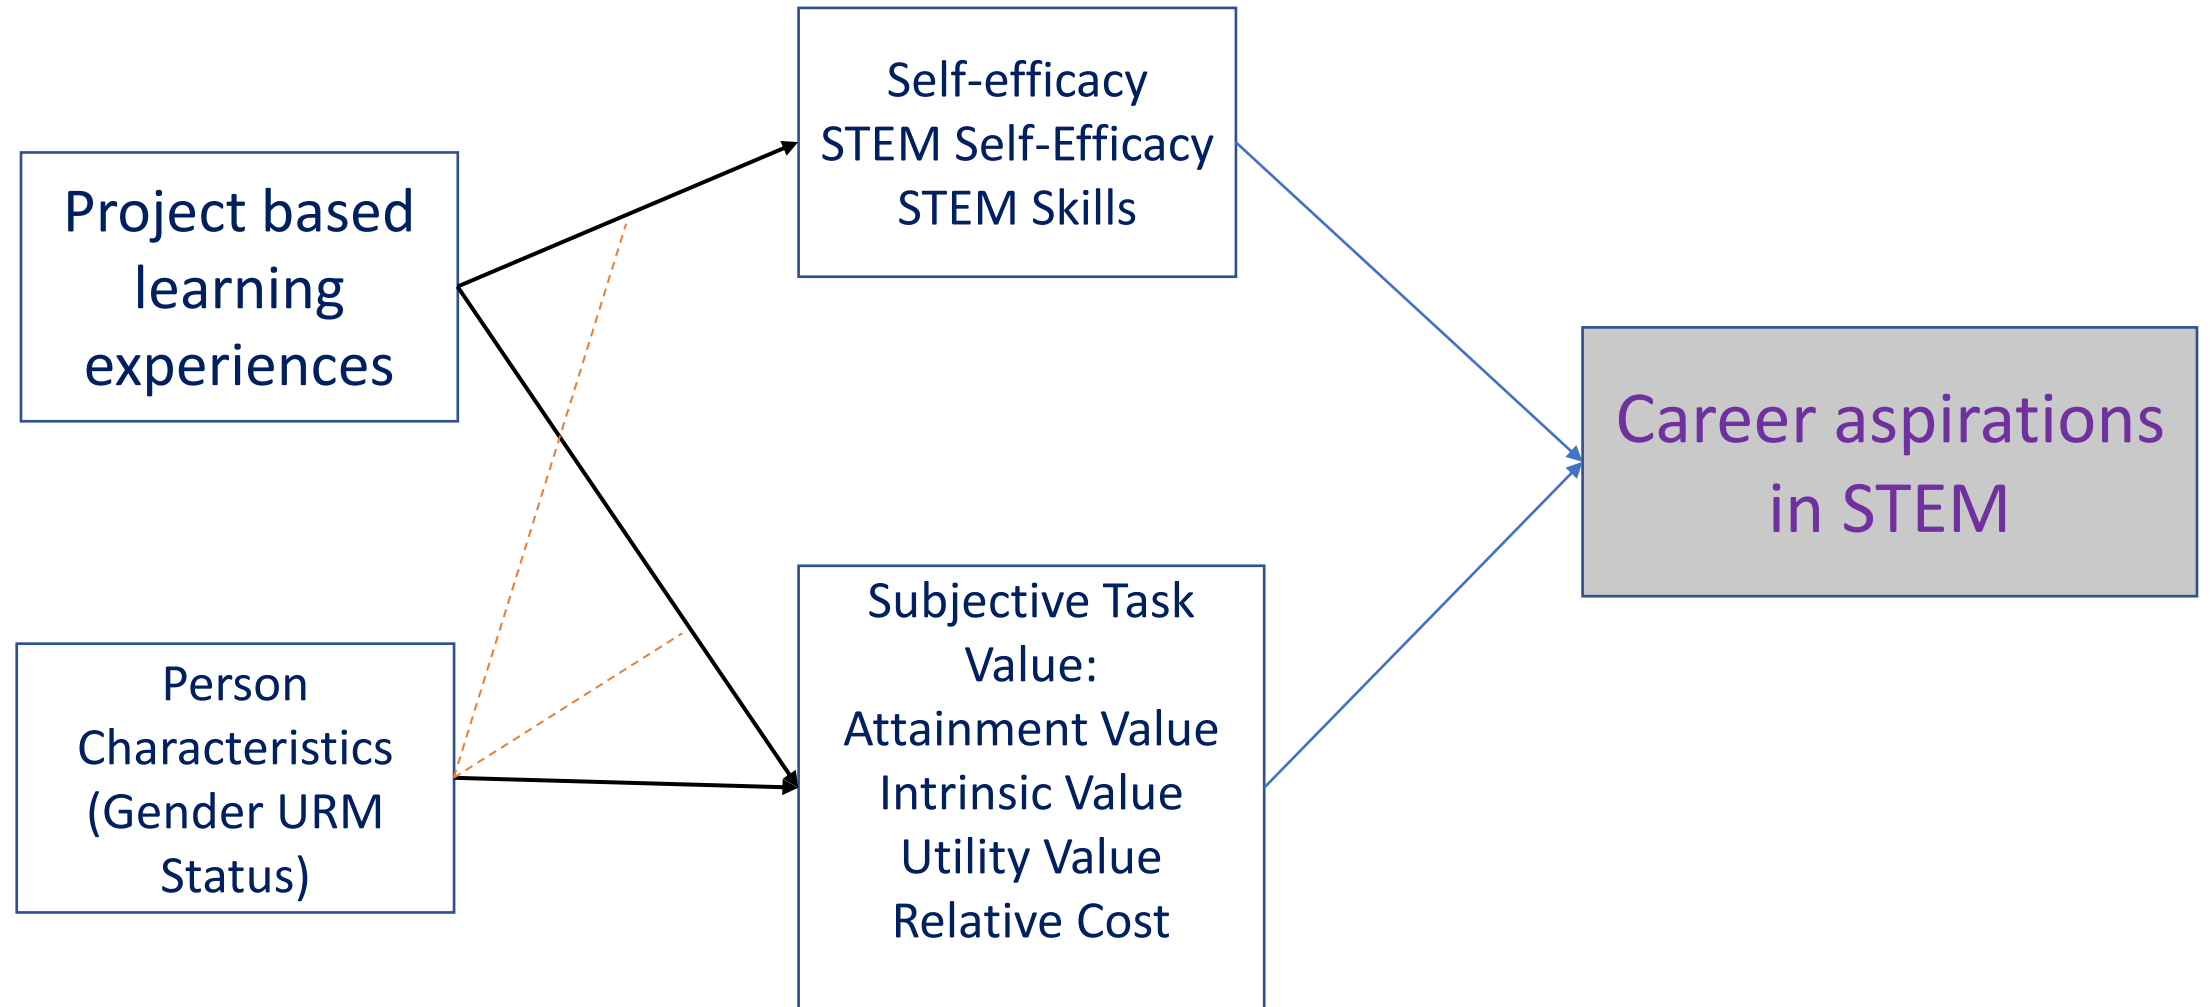 Project based
learning
experiences
Person
Characteristics
(Gender URM
Status)
Self-efficacy
STEM Self-Efficacy
STEM Skills
Subjective Task
Value:
Attainment Value
Intrinsic Value
Utility Value
Relative Cost
Career aspirations
in STEM